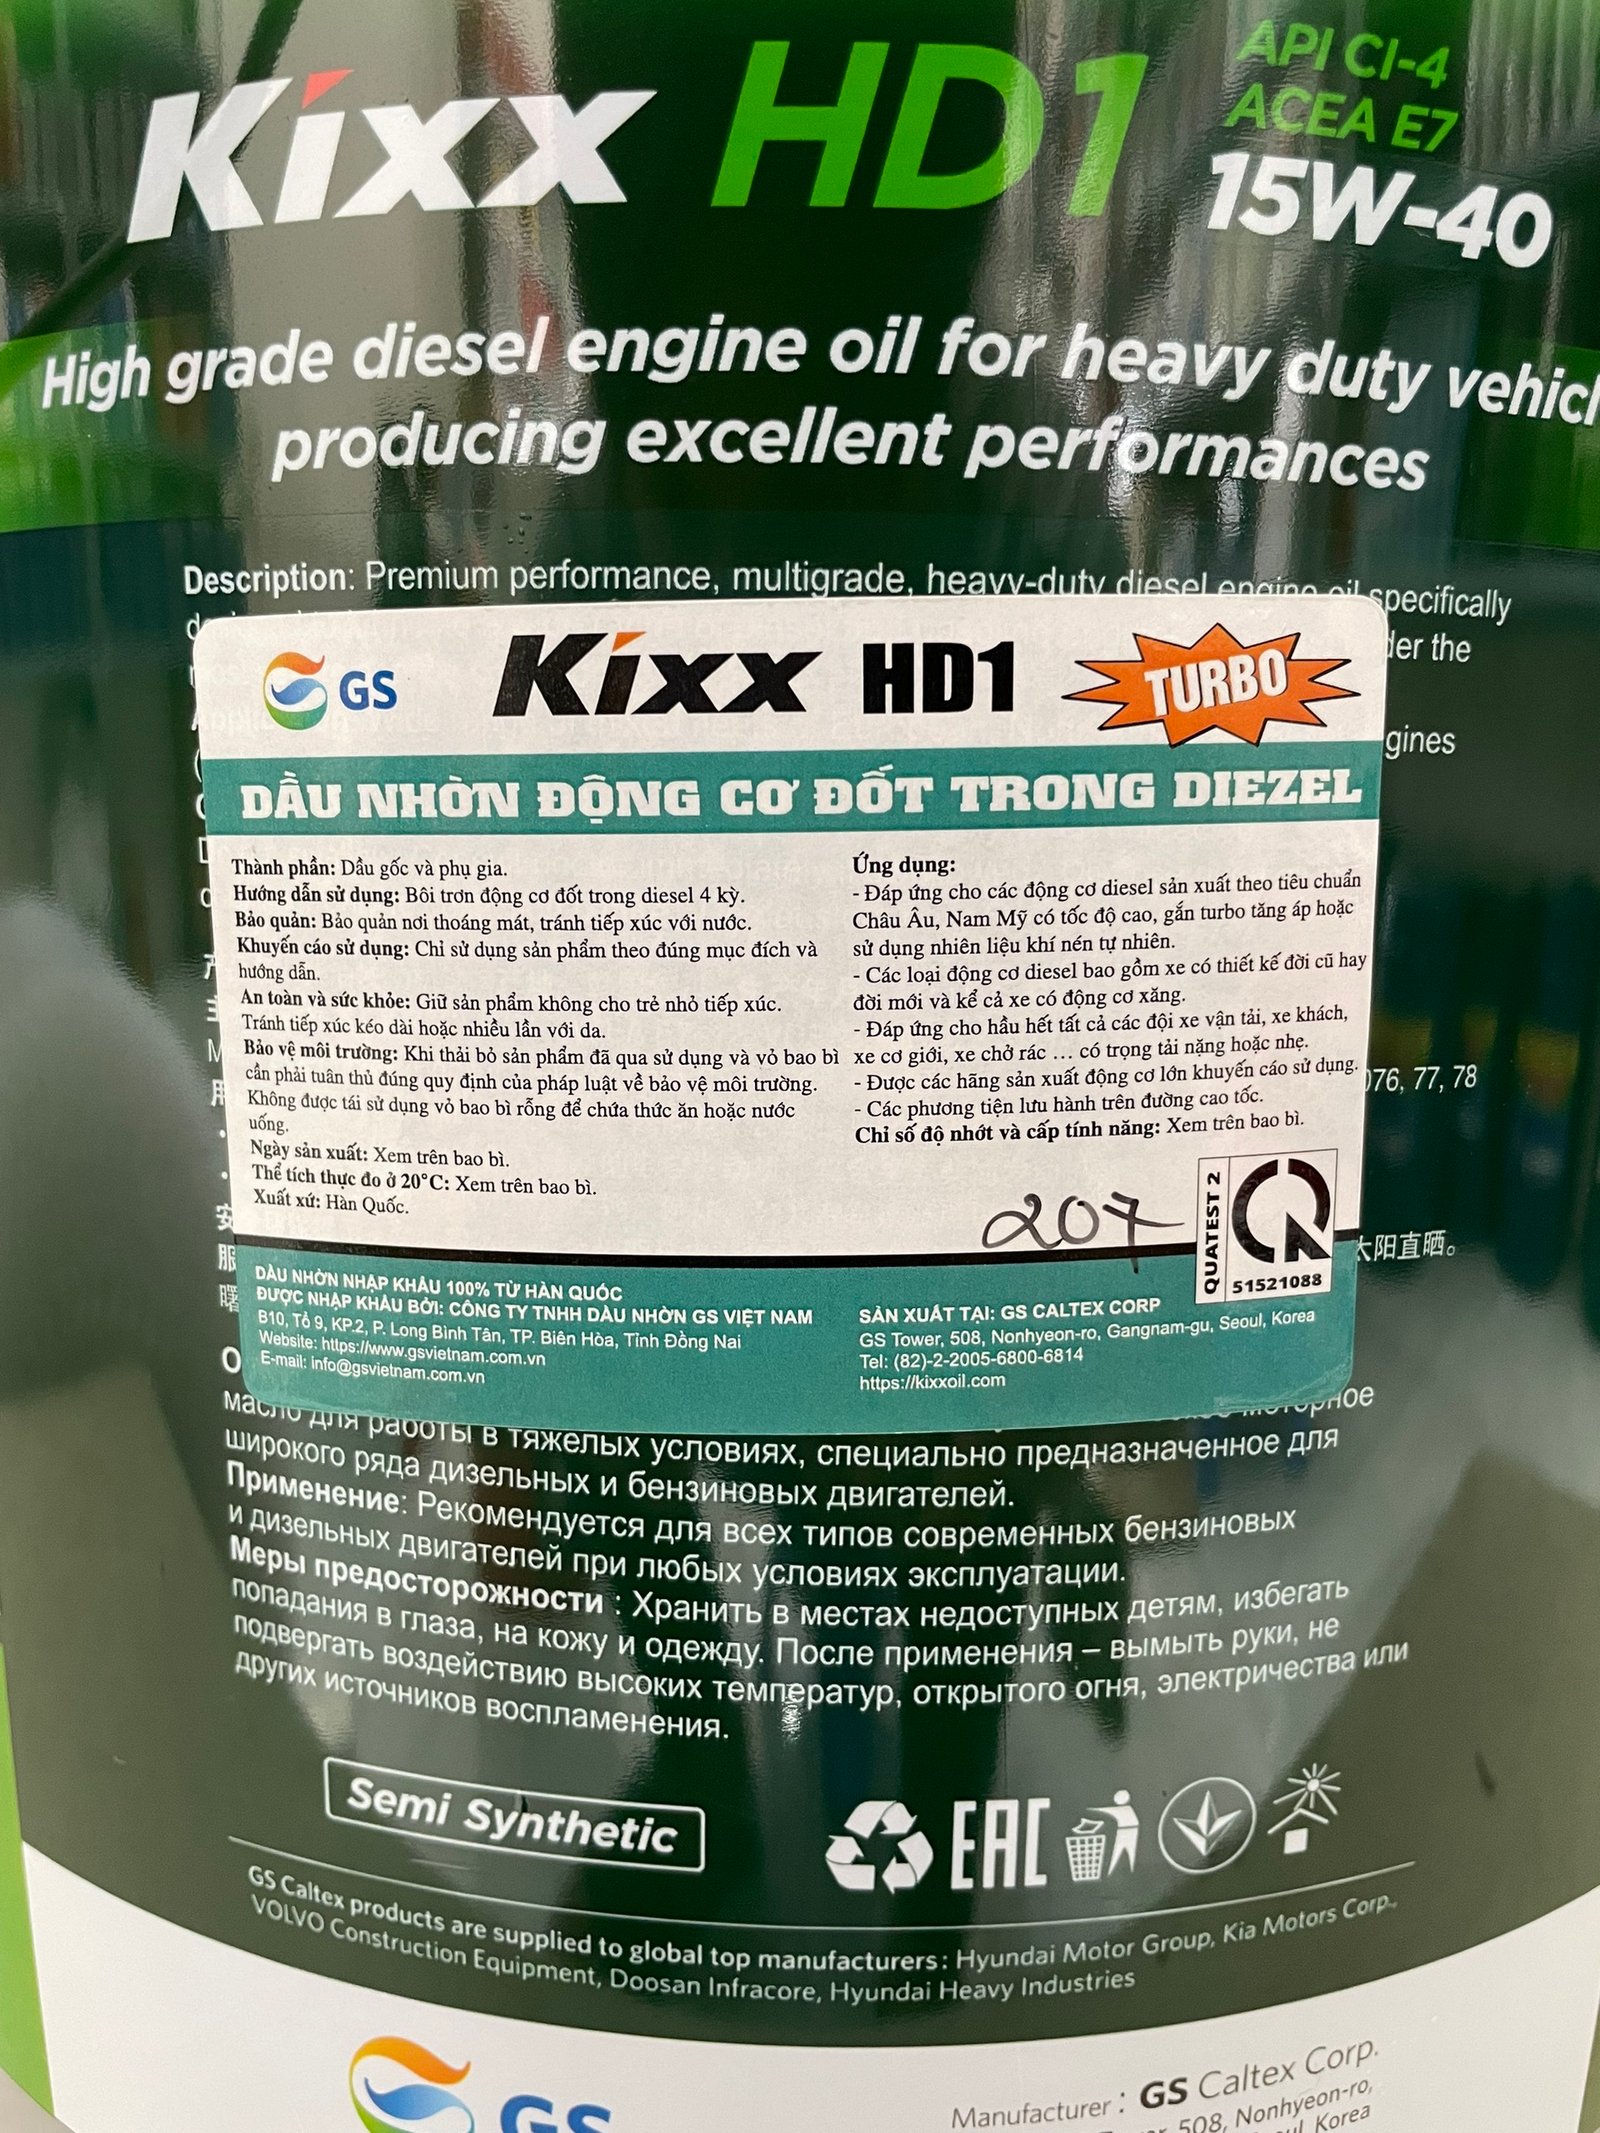 Kixx HD1
API CI-4
ACEA E7
15W-40
High grade diesel engine oil for heavy duty
producing excellent performances
Description: Premium performance, multigrade, heavy-duty diesel engine oil specifically
der the
gines
076, 77, 78
GS Kixx HD1 TURBO
DẦU NHỜN ĐỘNG CƠ ĐỐT TRONG DIEZEL
Thành phần: Dầu gốc và phụ gia.
Hướng dẫn sử dụng: Bôi trơn động cơ đốt trong diesel 4 kỳ.
Bảo quản: Bảo quản nơi thoáng mát, tránh tiếp xúc với nước.
Khuyến cáo sử dụng: Chỉ sử dụng sản phẩm theo đúng mục đích và
hướng dẫn.
An toàn và sức khỏe: Giữ sản phẩm không cho trẻ nhỏ tiếp xúc.
Tránh tiếp xúc kéo dài hoặc nhiều lần với da.
Bảo vệ môi trường: Khi thải bỏ sản phẩm đã qua sử dụng và vỏ bao bì
cần phải tuân thủ đúng quy định của pháp luật về bảo vệ môi trường.
Không được tái sử dụng vỏ bao bì rỗng để chứa thức ăn hoặc nước
uống.
Ngày sản xuất: Xem trên bao bì.
Thể tích thực đo ở 20°C: Xem trên bao bì.
Xuất xứ: Hàn Quốc.
Ứng dụng:
- Đáp ứng cho các động cơ diesel sản xuất theo tiêu chuẩn
Châu Âu, Nam Mỹ có tốc độ cao, gắn turbo tăng áp hoặc
sử dụng nhiên liệu khí nén tự nhiên.
- Các loại động cơ diesel bao gồm xe có thiết kế đời cũ hay
đời mới và kể cả xe có động cơ xăng.
- Đáp ứng cho hầu hết tất cả các đội xe vận tải, xe khách,
xe cơ giới, xe chở rác ... có trọng tải nặng hoặc nhẹ.
- Được các hãng sản xuất động cơ lớn khuyến cáo sử dụng.
- Các phương tiện lưu hành trên đường cao tốc.
Chỉ số độ nhớt và cấp tính năng: Xem trên bao bì.
207
QUATEST 2
51521088
太阳直晒。
DẦU NHỜN NHẬP KHẨU 100% TỪ HÀN QUỐC
ĐƯỢC NHẬP KHẨU BỞI: CÔNG TY TNHH DẦU NHỜN GS VIỆT NAM
B10, Tổ 9, KP.2, P. Long Bình Tân, TP. Biên Hòa, Tỉnh Đồng Nai
Website: https://www.gsvietnam.com.vn
E-mail: info@gsvietnam.com.vn
SẢN XUẤT TẠI: GS CALTEX CORP
GS Tower, 508, Nonhyeon-ro, Gangnam-gu, Seoul, Korea
Tel: (82)-2-2005-6800-6814
https://kixxoil.com
масло для работы в тяжелых условиях, специально предназначенное для
широкого ряда дизельных и бензиновых двигателей.
Применение: Рекомендуется для всех типов современных бензиновых
и дизельных двигателей при любых условиях эксплуатации.
Меры предосторожности : Хранить в местах недоступных детям, избегать
попадания в глаза, на кожу и одежду. После применения – вымыть руки, не
подвергать воздействию высоких температур, открытого огня, электричества или
других источников воспламенения.
Semi Synthetic
EAC
GS Caltex products are supplied to global top manufacturers: Hyundai Motor Group, Kia Motors Corp.,
VOLVO Construction Equipment, Doosan Infracore, Hyundai Heavy Industries
GS
Manufacturer : GS Caltex Corp.
508, Nonhyeon-ro,
Korea